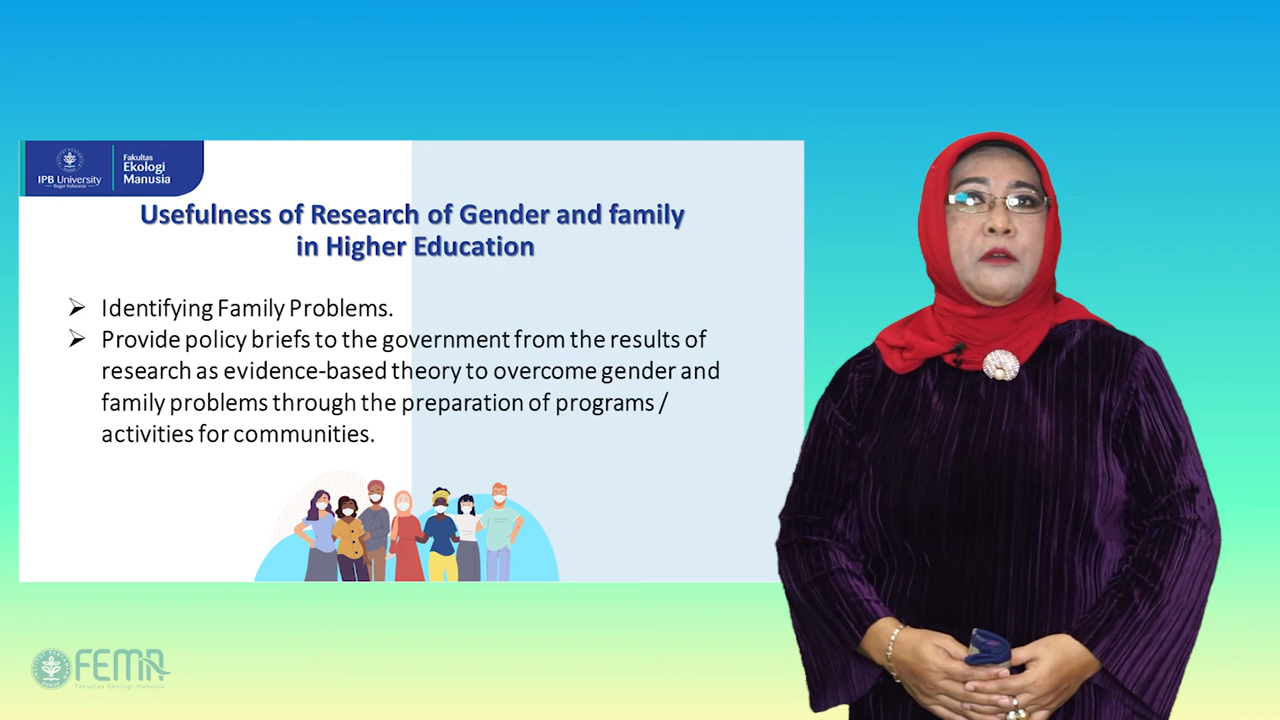 IPB University
Bogor Indonesia
Fakultas
Ekologi
Manusia
Usefulness of Research of Gender and family
in Higher Education
Identifying Family Problems.
Provide policy briefs to the government from the results of
research as evidence-based theory to overcome gender and
family problems through the preparation of programs /
activities for communities.
FEMA
Fakultas Ekologi Manusia